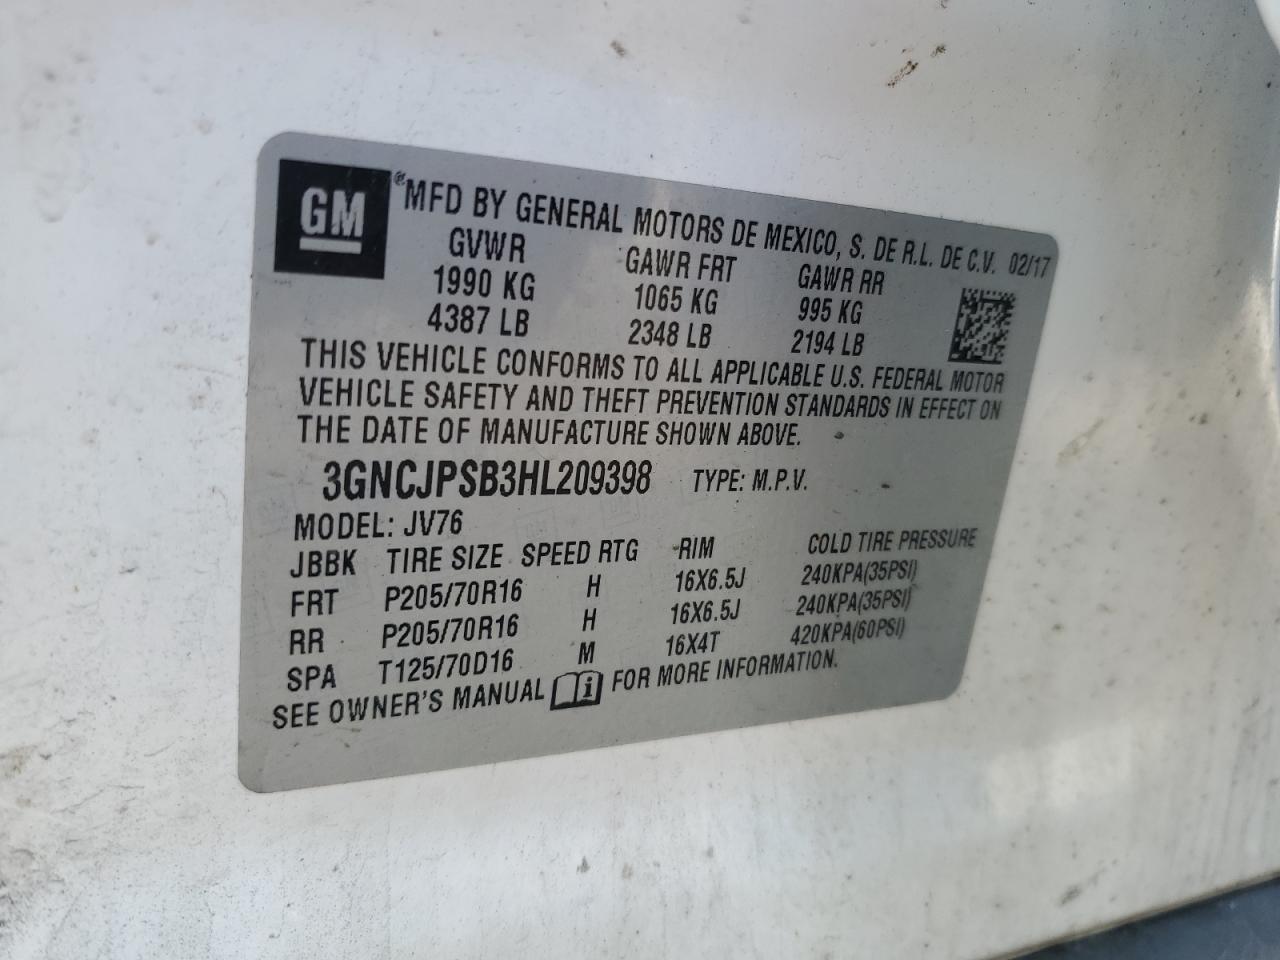 GM ® MFD BY GENERAL MOTORS DE MEXICO, S. DE R.L. DE C.V. 02/17
GVWR GAWR FRT GAWR RR
1990 KG 1065 KG 995 KG
4387 LB 2348 LB 2194 LB
THIS VEHICLE CONFORMS TO ALL APPLICABLE U.S. FEDERAL MOTOR
VEHICLE SAFETY AND THEFT PREVENTION STANDARDS IN EFFECT ON
THE DATE OF MANUFACTURE SHOWN ABOVE.
3GNCJPSB3HL209398 TYPE: M.P.V.
MODEL: JV76
JBBK TIRE SIZE SPEED RTG RIM COLD TIRE PRESSURE
FRT P205/70R16 H 16X6.5J 240KPA(35PSI)
RR P205/70R16 H 16X6.5J 240KPA(35PSI)
SPA T125/70D16 M 16X4T 420KPA(60PSI)
SEE OWNER'S MANUAL FOR MORE INFORMATION.